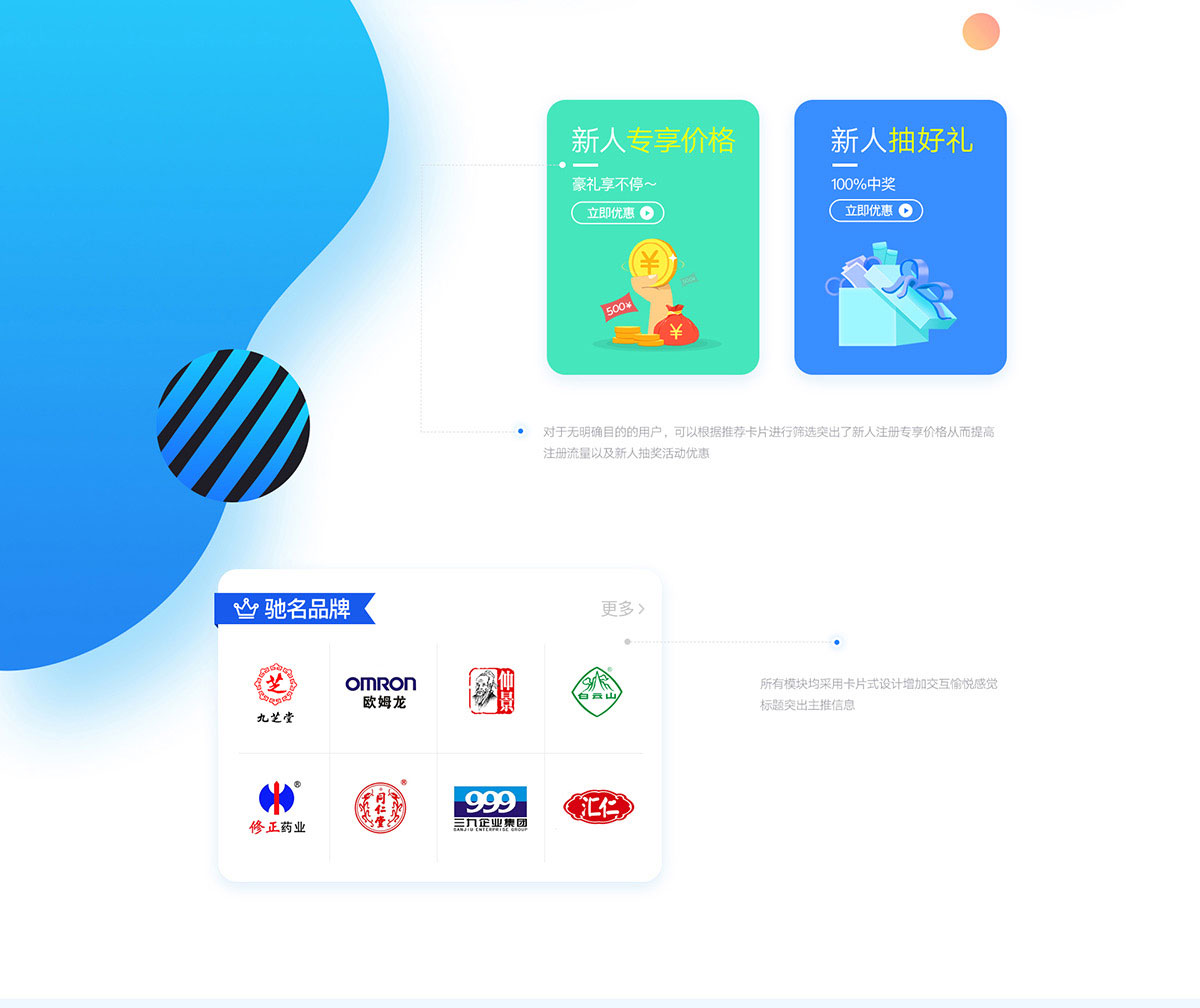 新人专享价格
豪礼享不停～
立即优惠
500¥
新人抽好礼
100%中奖
立即优惠
对于无明确目的的用户，可以根据推荐卡片进行筛选突出了新人注册专享价格从而提高
注册流量以及新人抽奖活动优惠
驰名品牌
更多
芝
九芝堂
OMRON
欧姆龙
仲景
白云山
修正药业
同仁堂
999
三九企业集团
SANJIU ENTERPRISE GROUP
汇仁
所有模块均采用卡片式设计增加交互愉悦感觉
标题突出主推信息